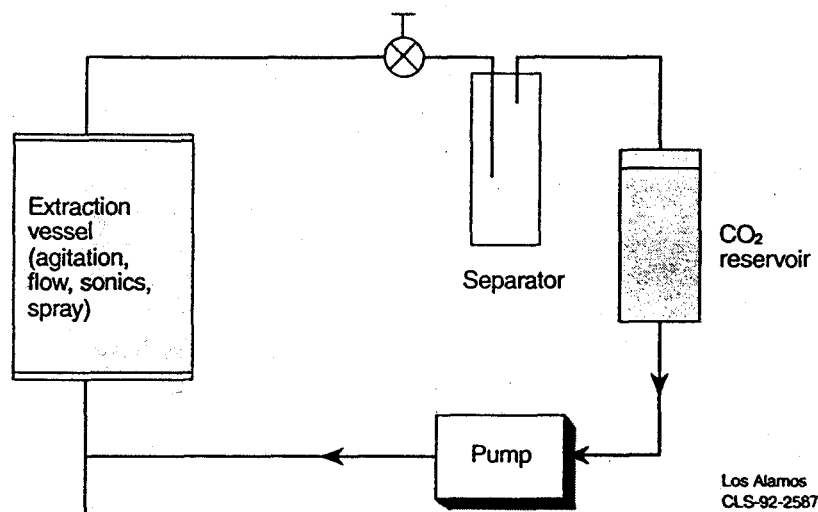 Extraction
vessel
(agitation,
flow, sonics,
spray)
Separator
CO₂
reservoir
Pump
Los Alamos
CLS-92-2587